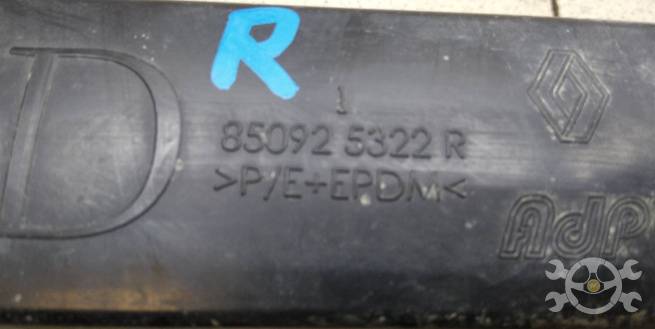 R
D
1
85092 5322 R
>P/E+EPDM<
AdP